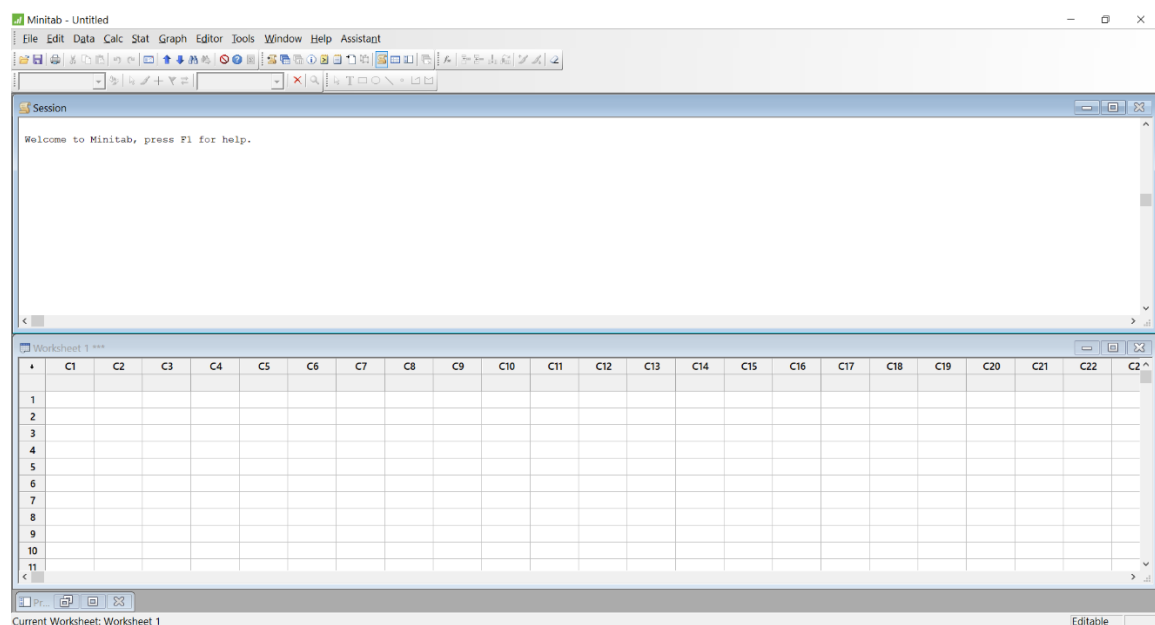 Minitab - Untitled
File Edit Data Calc Stat Graph Editor Tools Window Help Assistant
Session
Welcome to Minitab, press F1 for help.
Worksheet 1 ***
C1 C2 C3 C4 C5 C6 C7 C8 C9 C10 C11 C12 C13 C14 C15 C16 C17 C18 C19 C20 C21 C22 C2
1
2
3
4
5
6
7
8
9
10
11
Pr...
Current Worksheet: Worksheet 1 Editable